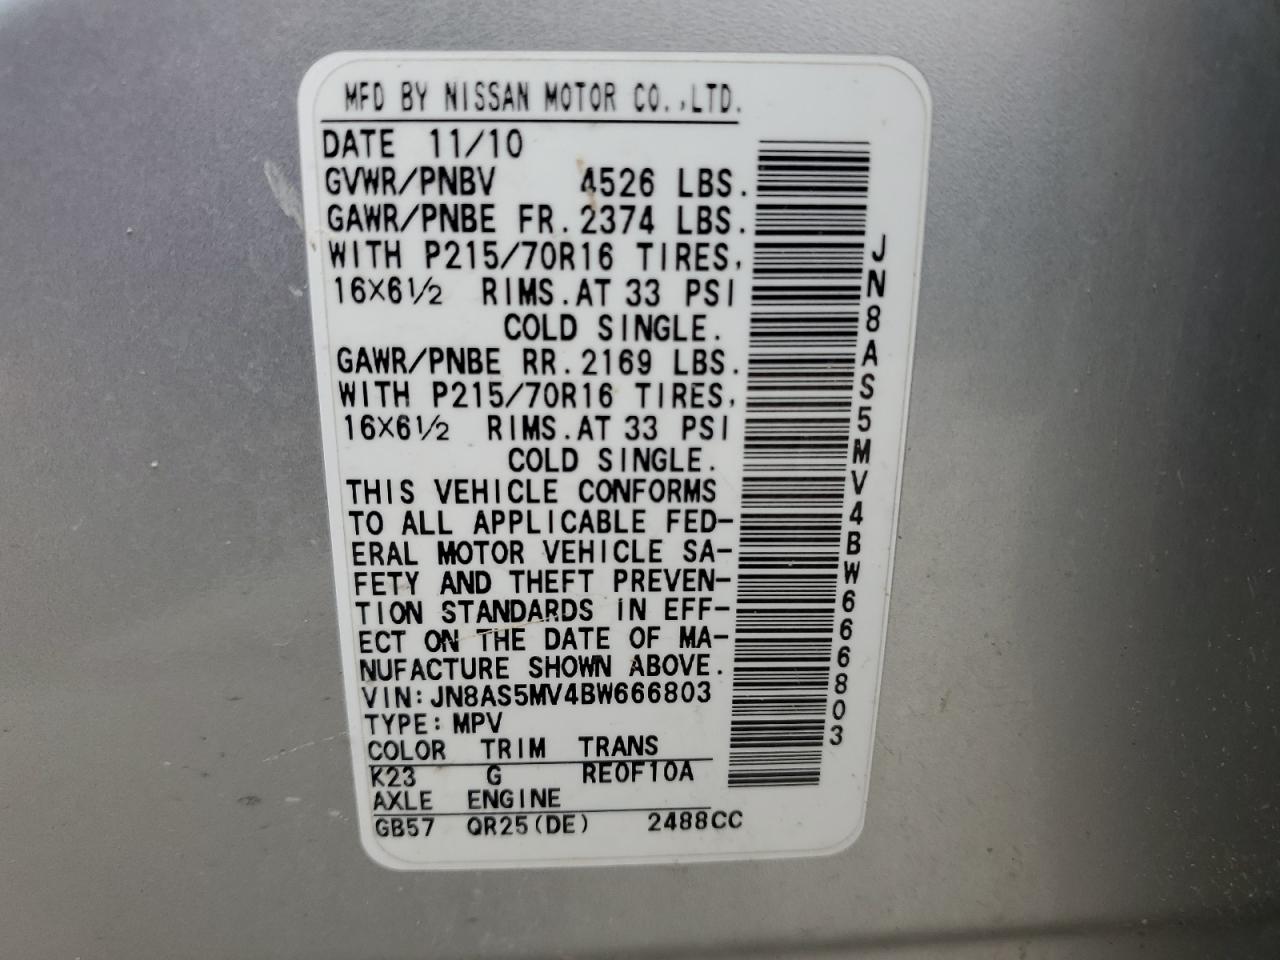 MFD BY NISSAN MOTOR CO.,LTD.
DATE 11/10
GVWR/PNBV 4526 LBS.
GAWR/PNBE FR. 2374 LBS.
WITH P215/70R16 TIRES,
16×6½ RIMS. AT 33 PSI
COLD SINGLE.
GAWR/PNBE RR. 2169 LBS.
WITH P215/70R16 TIRES,
16×6½ RIMS. AT 33 PSI
COLD SINGLE.
THIS VEHICLE CONFORMS
TO ALL APPLICABLE FED-
ERAL MOTOR VEHICLE SA-
FETY AND THEFT PREVEN-
TION STANDARDS IN EFF-
ECT ON THE DATE OF MA-
NUFACTURE SHOWN ABOVE.
VIN: JN8AS5MV4BW666803
TYPE: MPV
COLOR TRIM TRANS
K23 G RE0F10A
AXLE ENGINE
GB57 QR25(DE) 2488CC
JN8AS5MV4BW666803